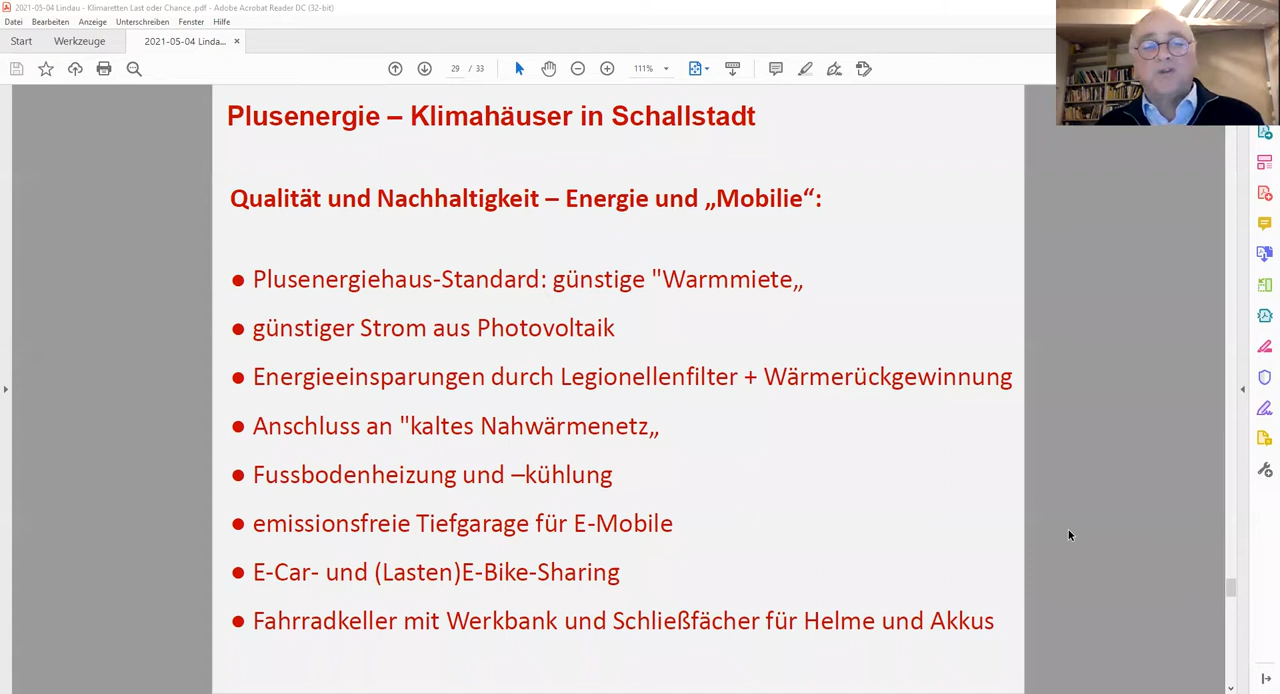 2021-05-04 Lindau - Klimaretten Last oder Chance .pdf - Adobe Acrobat Reader DC (32-bit)
Datei Bearbeiten Anzeige Unterschreiben Fenster Hilfe
Start Werkzeuge 2021-05-04 Linda... ×
29 / 33 111%
Plusenergie – Klimahäuser in Schallstadt
Qualität und Nachhaltigkeit – Energie und „Mobilie“:
● Plusenergiehaus-Standard: günstige "Warmmiete„
● günstiger Strom aus Photovoltaik
● Energieeinsparungen durch Legionellenfilter + Wärmerückgewinnung
● Anschluss an "kaltes Nahwärmenetz„
● Fussbodenheizung und –kühlung
● emissionsfreie Tiefgarage für E-Mobile
● E-Car- und (Lasten)E-Bike-Sharing
● Fahrradkeller mit Werkbank und Schließfächer für Helme und Akkus